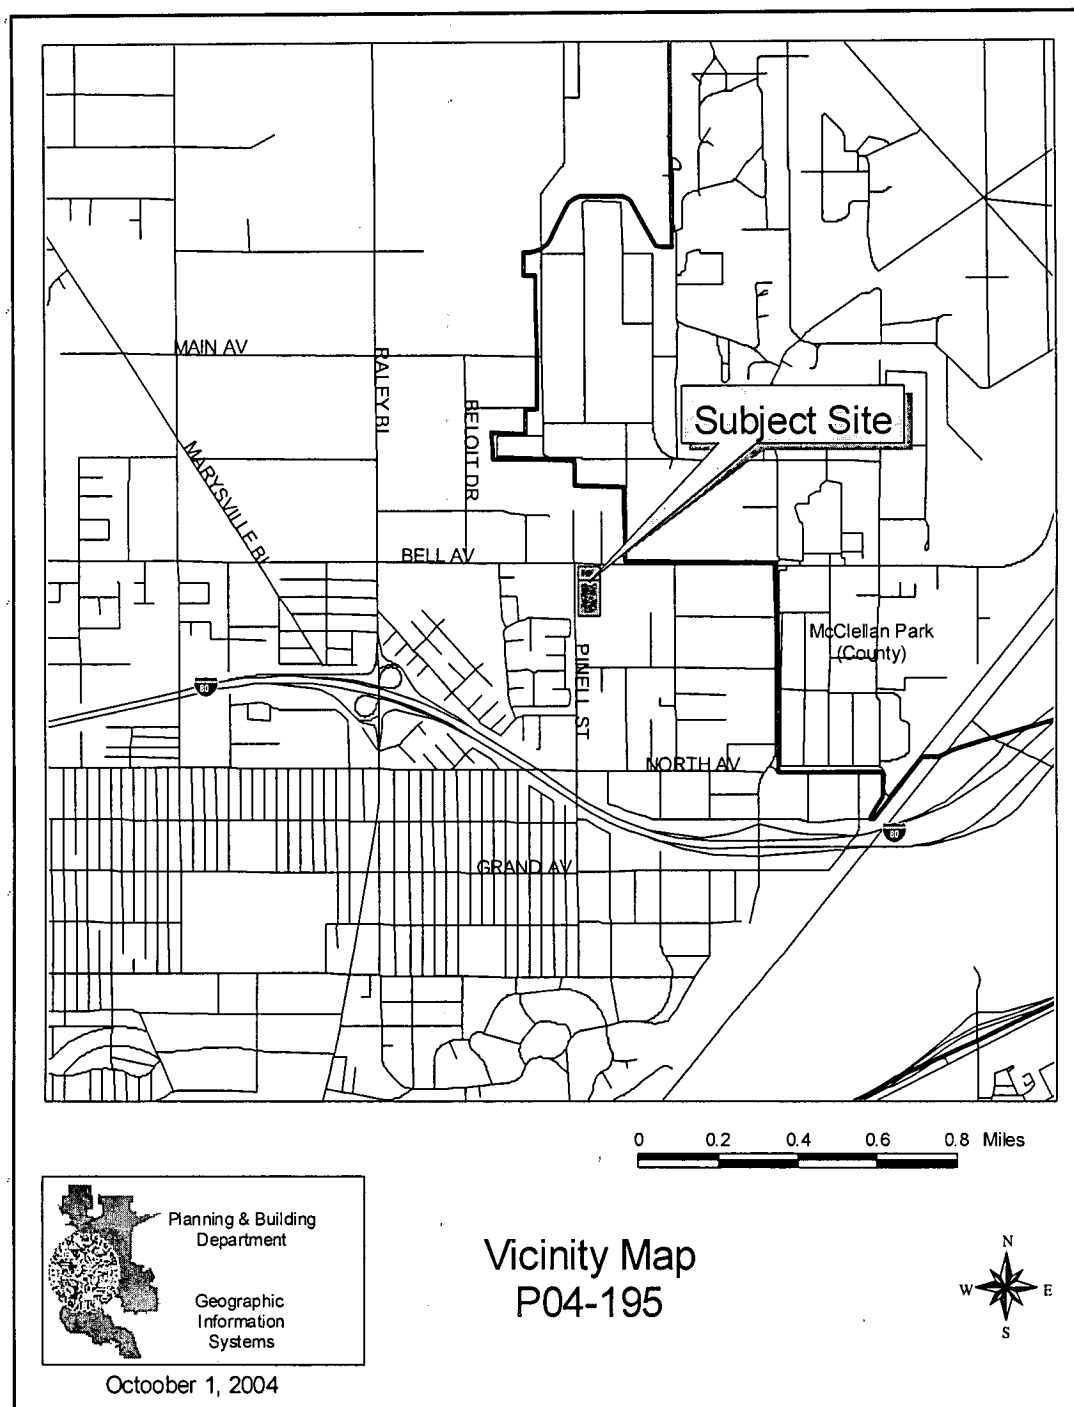 MAIN AV
RALEY BL
BELOIT DR
Subject Site
MARYSVILLE BL
BELL AV
McClellan Park
(County)
PINELL ST
80
NORTH AV
80
GRAND AV
0 0.2 0.4 0.6 0.8 Miles
Planning & Building
Department
Geographic
Information
Systems
Vicinity Map
P04-195
N
W E
S
Octoober 1, 2004